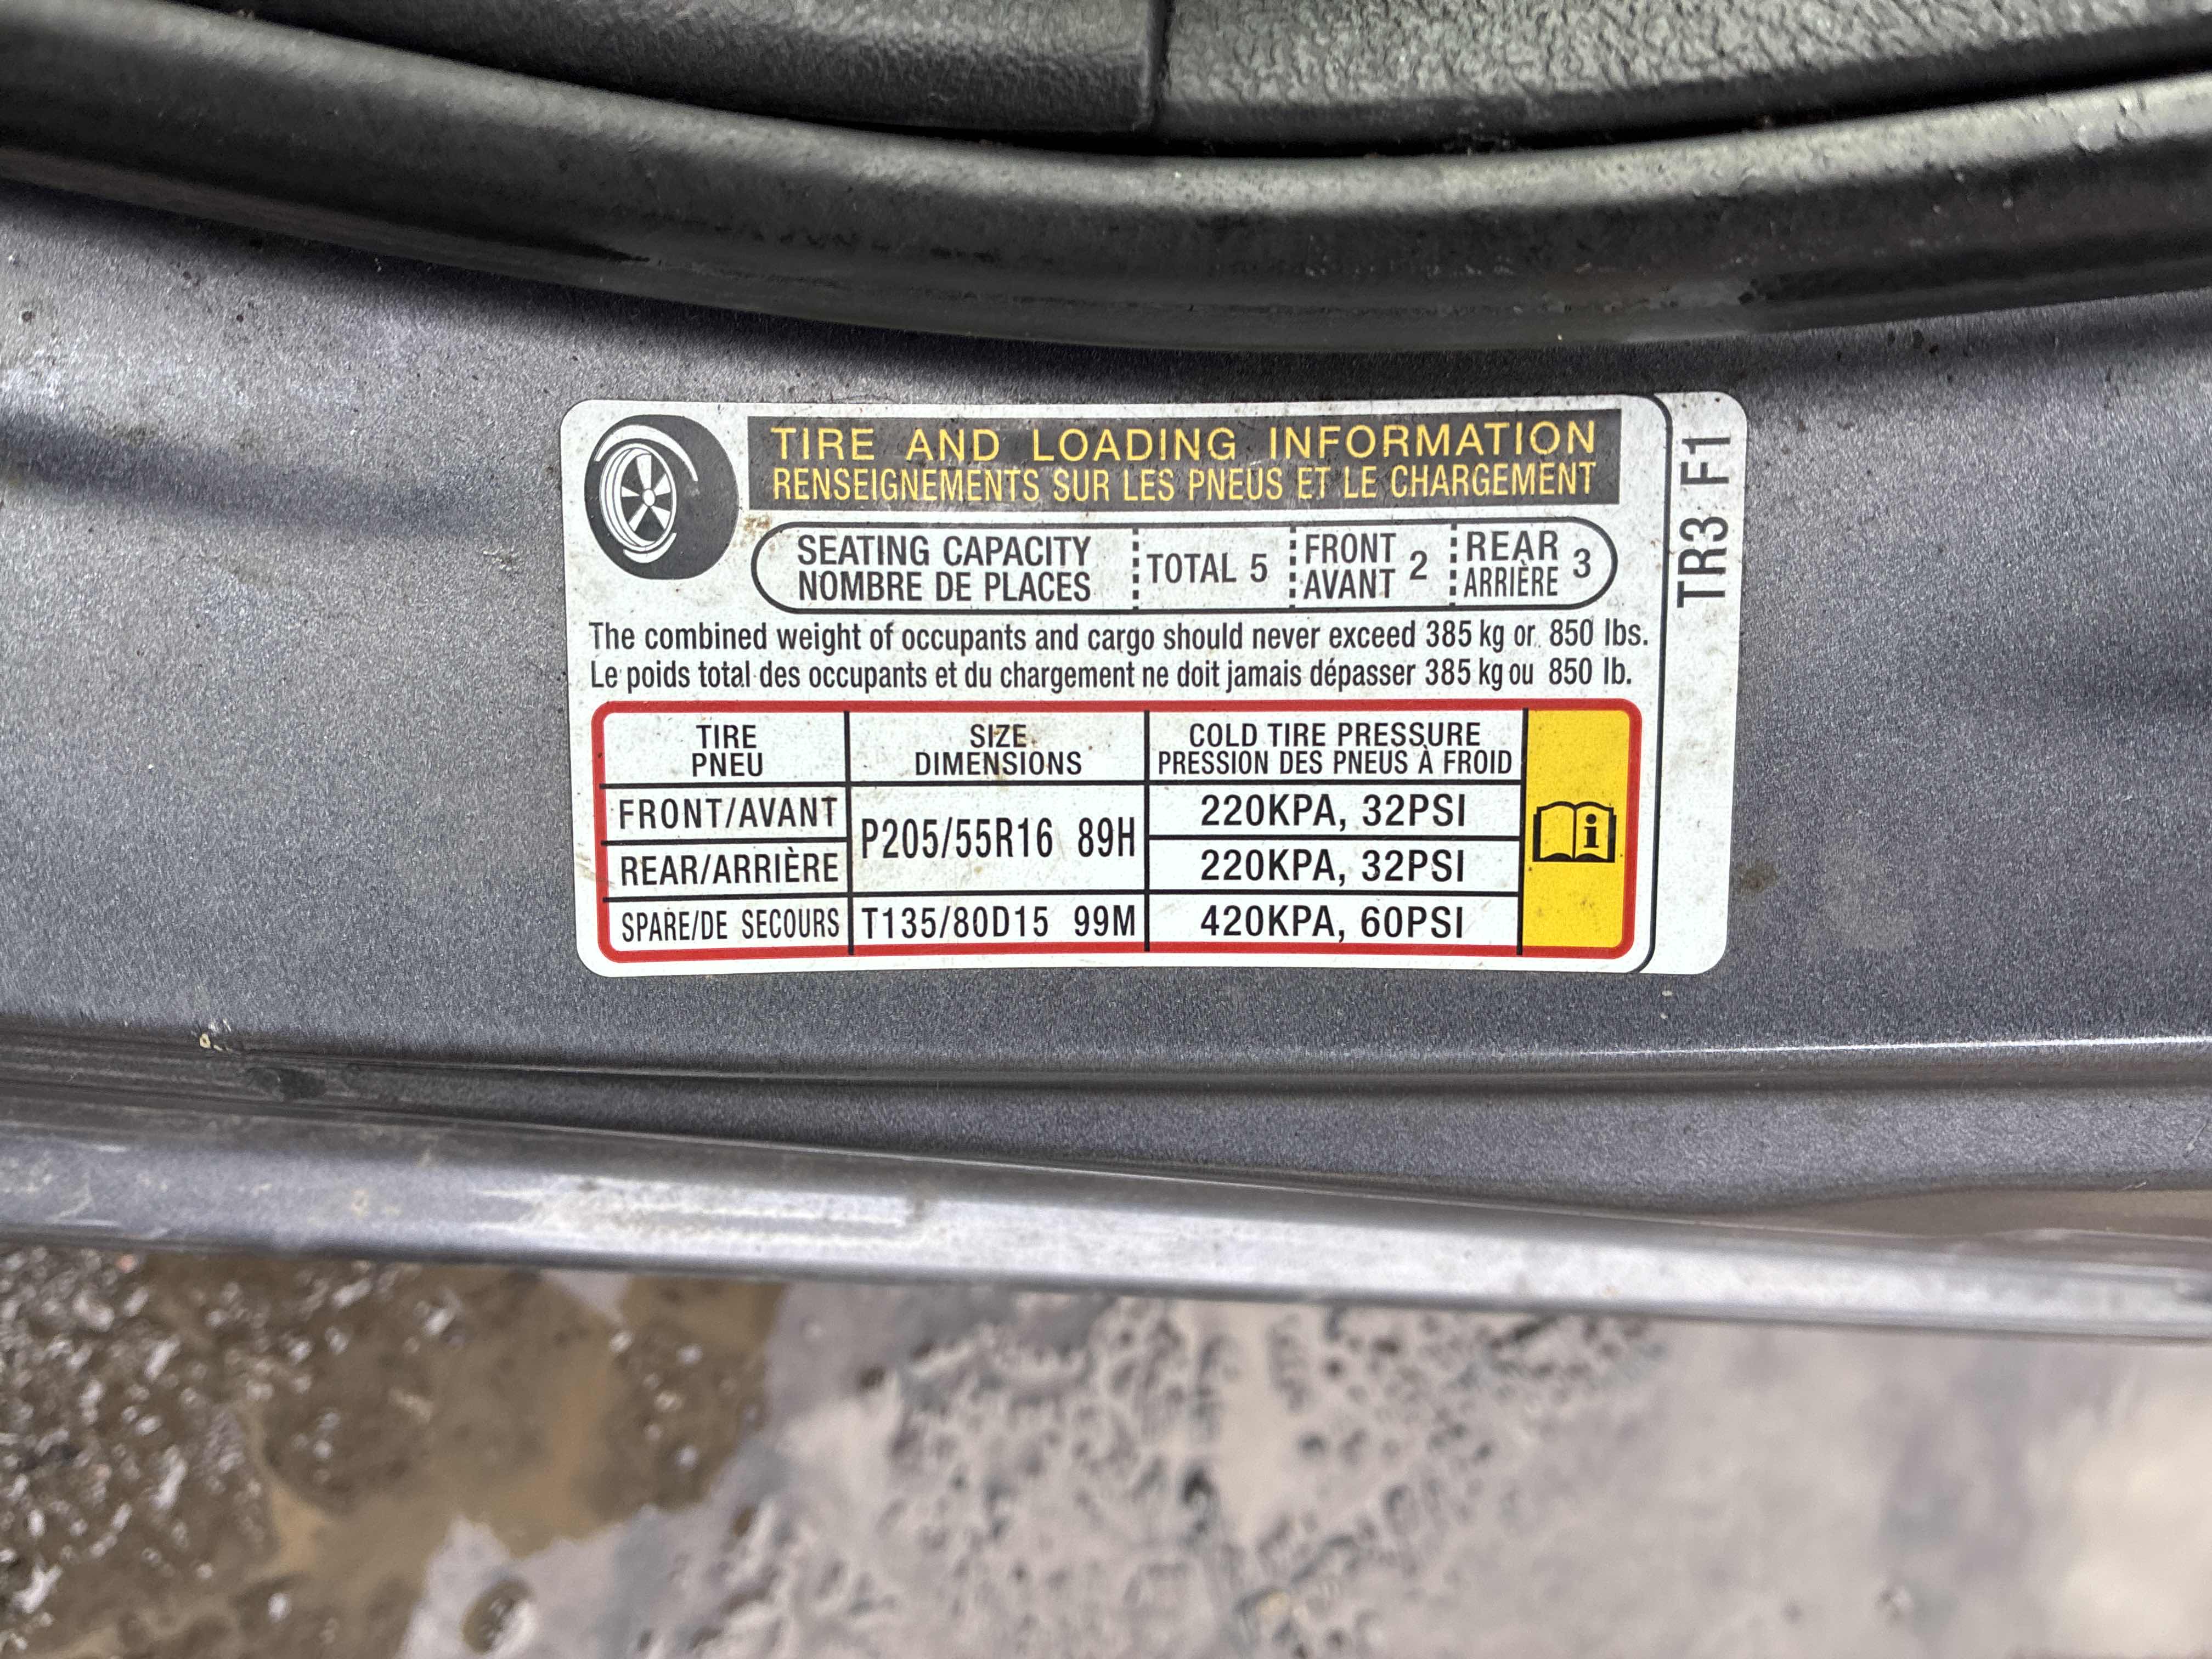 TIRE AND LOADING INFORMATION
RENSEIGNEMENTS SUR LES PNEUS ET LE CHARGEMENT
TR3 F1
SEATING CAPACITY TOTAL 5 FRONT 2 REAR 3
NOMBRE DE PLACES AVANT ARRIÈRE
The combined weight of occupants and cargo should never exceed 385 kg or 850 lbs.
Le poids total des occupants et du chargement ne doit jamais dépasser 385 kg ou 850 lb.
TIRE SIZE COLD TIRE PRESSURE
PNEU DIMENSIONS PRESSION DES PNEUS À FROID
FRONT/AVANT P205/55R16 89H 220KPA, 32PSI
REAR/ARRIÈRE 220KPA, 32PSI
SPARE/DE SECOURS T135/80D15 99M 420KPA, 60PSI
i